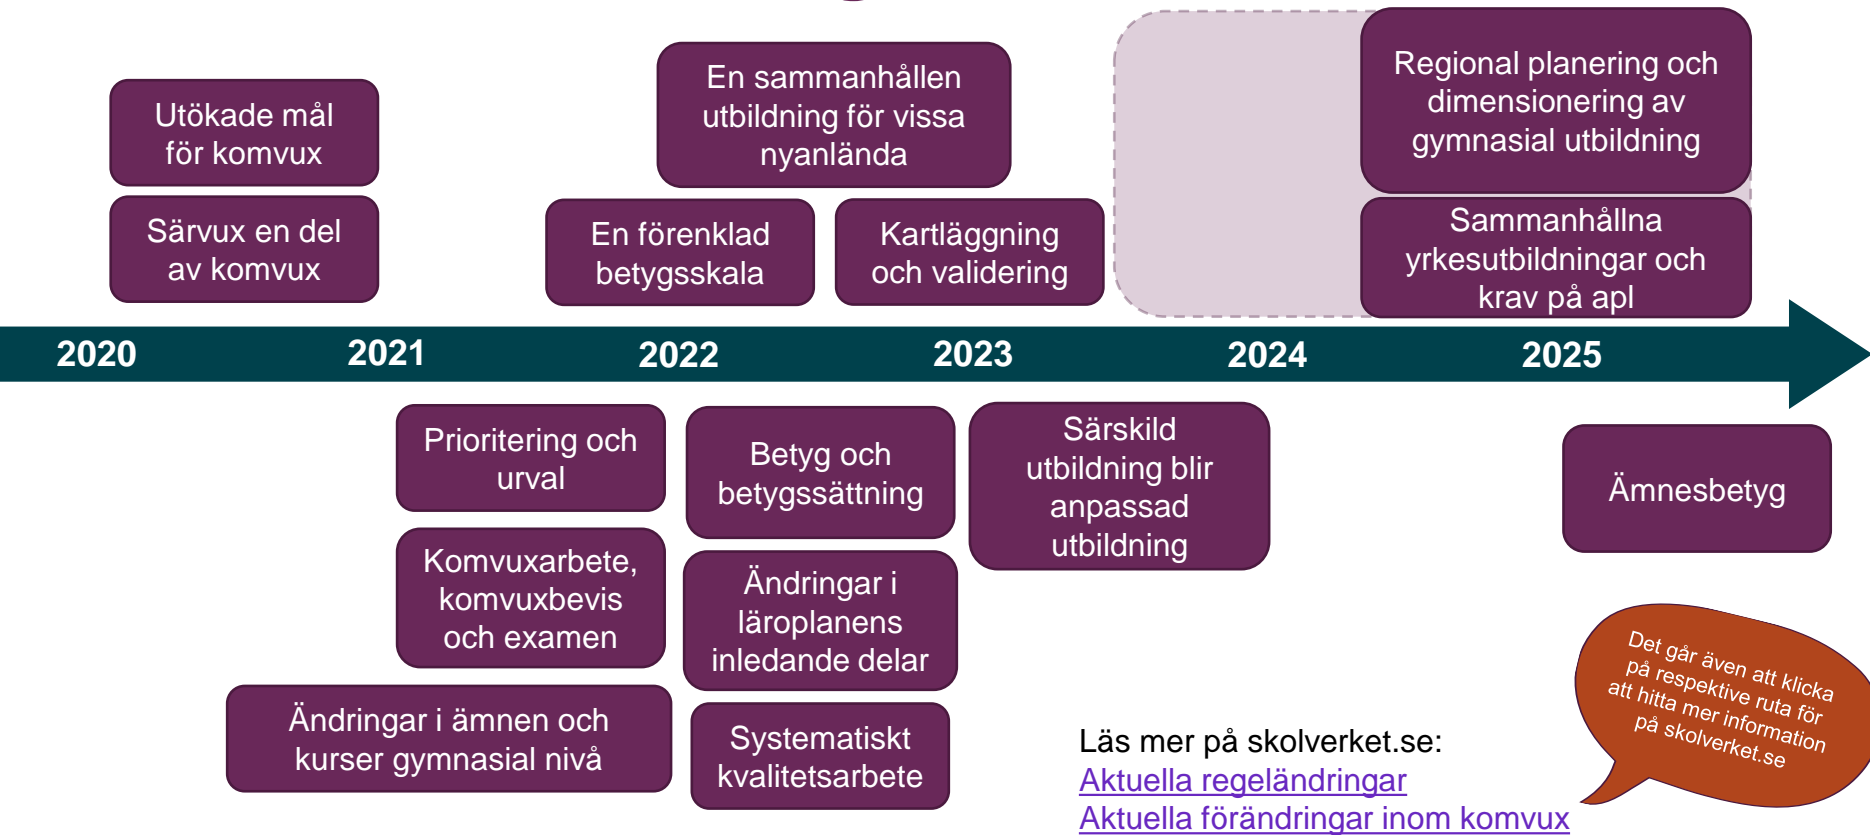 Utökade mål
för komvux
Särvux en del
av komvux
En sammanhållen
utbildning för vissa
nyanlända
En förenklad
betygsskala
Kartläggning
och validering
Regional planering och
dimensionering av
gymnasial utbildning
Sammanhållna
yrkesutbildningar och
krav på apl
2020 2021 2022 2023 2024 2025
Prioritering och
urval
Komvuxarbete,
komvuxbevis
och examen
Ändringar i ämnen och
kurser gymnasial nivå
Betyg och
betygssättning
Ändringar i
läroplanens
inledande delar
Systematiskt
kvalitetsarbete
Särskild
utbildning blir
anpassad
utbildning
Ämnesbetyg
Det går även att klicka
på respektive ruta för
att hitta mer information
på skolverket.se
Läs mer på skolverket.se:
Aktuella regeländringar
Aktuella förändringar inom komvux